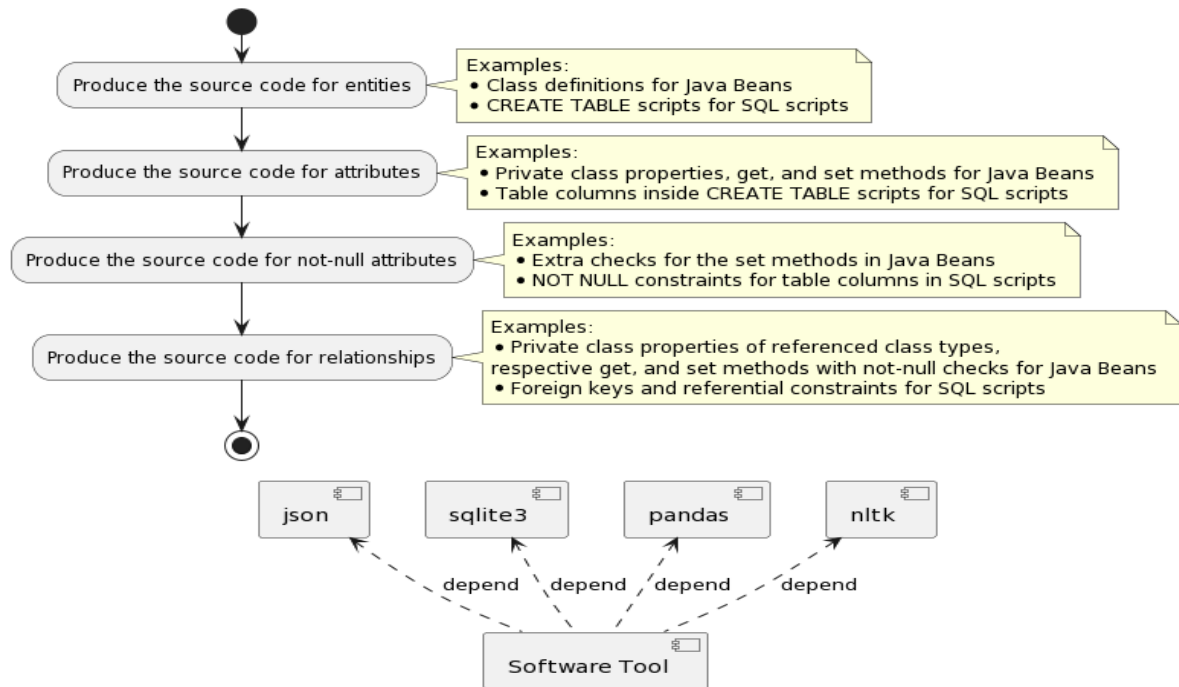 Produce the source code for entities
Examples:
• Class definitions for Java Beans
• CREATE TABLE scripts for SQL scripts
Produce the source code for attributes
Examples:
• Private class properties, get, and set methods for Java Beans
• Table columns inside CREATE TABLE scripts for SQL scripts
Produce the source code for not-null attributes
Examples:
• Extra checks for the set methods in Java Beans
• NOT NULL constraints for table columns in SQL scripts
Produce the source code for relationships
Examples:
• Private class properties of referenced class types,
respective get, and set methods with not-null checks for Java Beans
• Foreign keys and referential constraints for SQL scripts
json
sqlite3
pandas
nltk
depend
depend
depend
depend
Software Tool